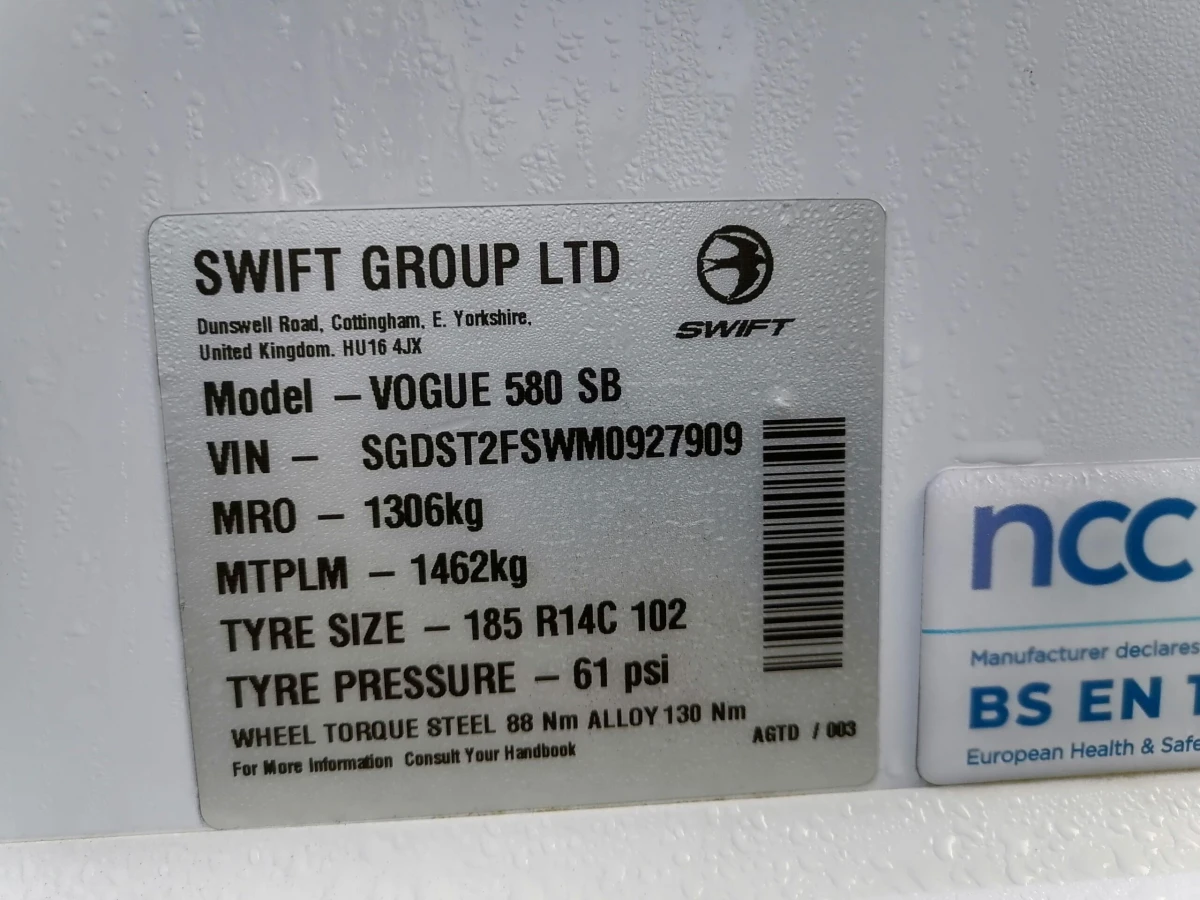 SWIFT GROUP LTD
SWIFT
Dunswell Road, Cottingham, E. Yorkshire,
United Kingdom. HU16 4JX
Model – VOGUE 580 SB
VIN – SGDST2FSWM0927909
MRO – 1306kg
MTPLM – 1462kg
TYRE SIZE – 185 R14C 102
TYRE PRESSURE – 61 psi
WHEEL TORQUE STEEL 88 Nm ALLOY 130 Nm
AGTD / 003
For More Information Consult Your Handbook
ncc
Manufacturer declares
BS EN 1
European Health & Safe